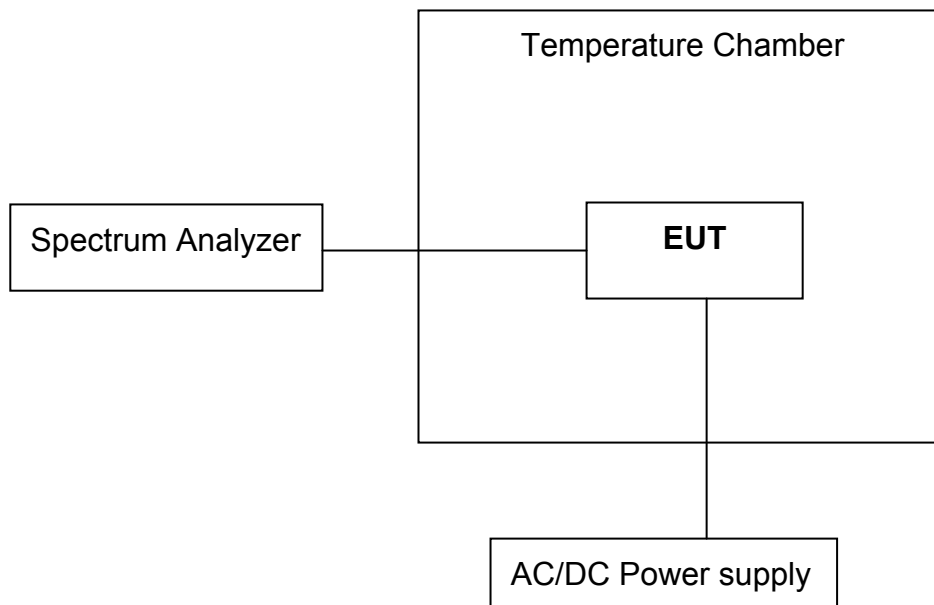 Temperature Chamber
Spectrum Analyzer
EUT
AC/DC Power supply